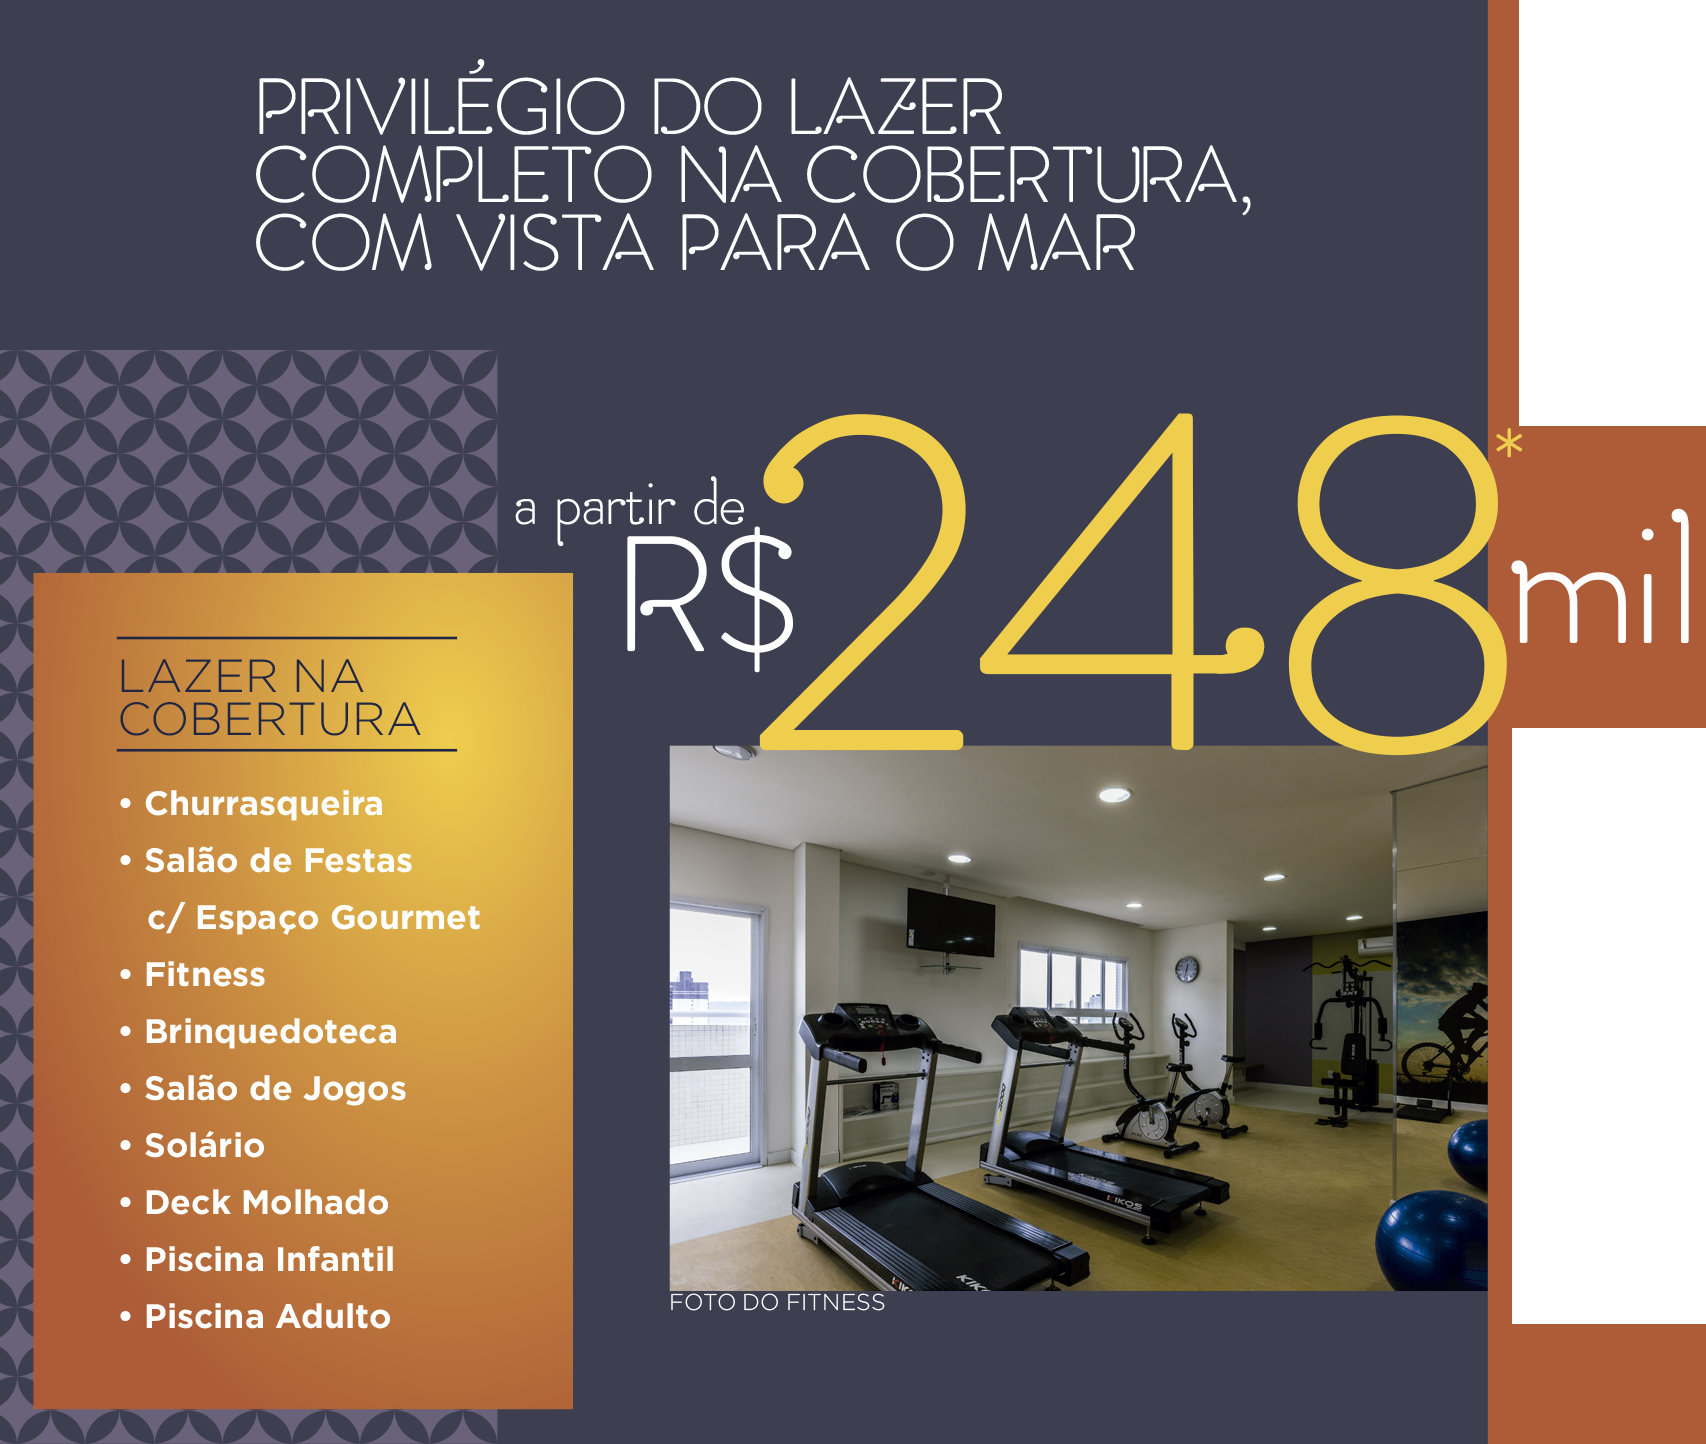 PRIVILÉGIO DO LAZER
COMPLETO NA COBERTURA,
COM VISTA PARA O MAR
a partir de
R$248*mil
LAZER NA
COBERTURA
• Churrasqueira
• Salão de Festas
c/ Espaço Gourmet
• Fitness
• Brinquedoteca
• Salão de Jogos
• Solário
• Deck Molhado
• Piscina Infantil
• Piscina Adulto
KIKOS
FOTO DO FITNESS